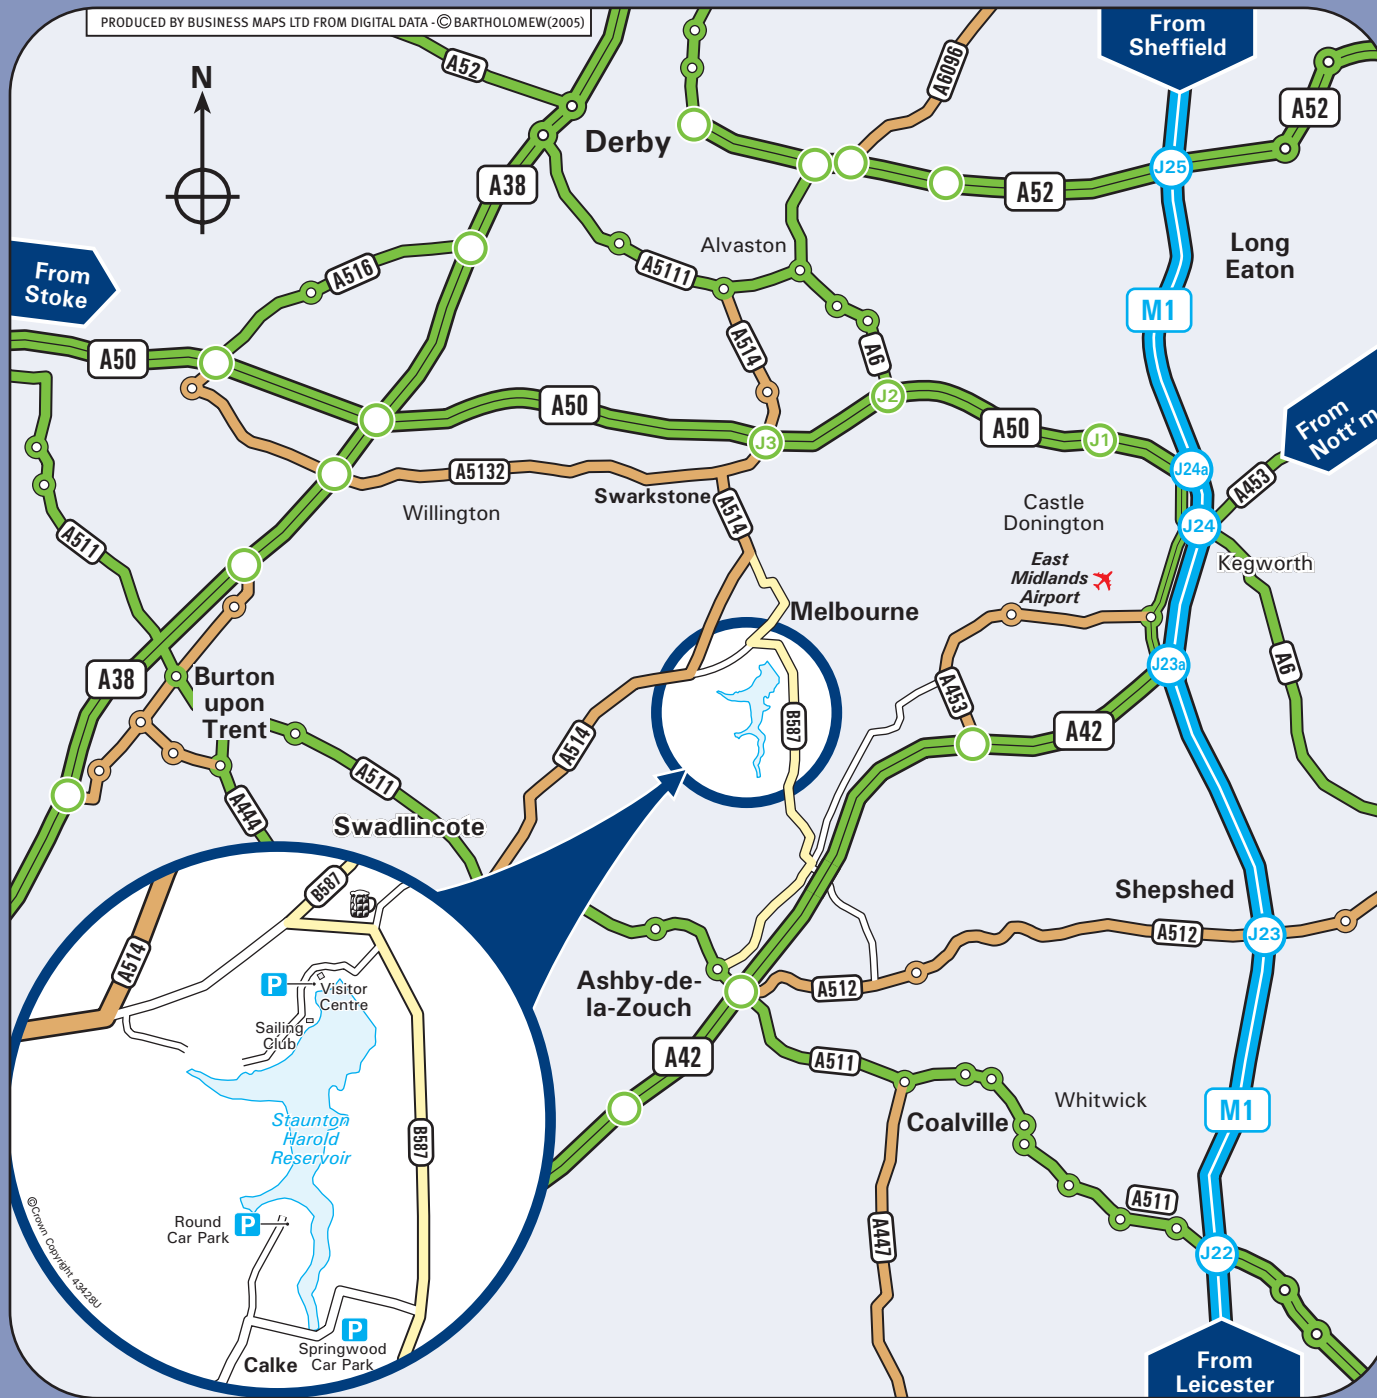 PRODUCED BY BUSINESS MAPS LTD FROM DIGITAL DATA - © BARTHOLOMEW(2005)
From
Sheffield
N
A52
A6096
A52
Derby
J25
A38
A52
Alvaston
Long
Eaton
From
Stoke
A516
A5111
M1
A50
A514
A6
J2
A50
A50
From
Nott'm
J3
J1
J24a
A5132
Swarkstone
A453
Willington
A514
Castle
Donington
J24
A511
East
Midlands
Airport
Kegworth
Melbourne
A38
Burton
upon
Trent
J23a
A6
A453
B587
A42
A514
A511
A444
Swadlincote
Shepshed
B587
A514
A512
J23
Ashby-de-
la-Zouch
A512
P
Visitor
Centre
Sailing
Club
A42
A511
Whitwick
M1
Staunton
Harold
Reservoir
Coalville
B587
A511
Round
Car Park
P
A447
J22
©Crown Copyright 43428U
P
Springwood
Car Park
Calke
From
Leicester